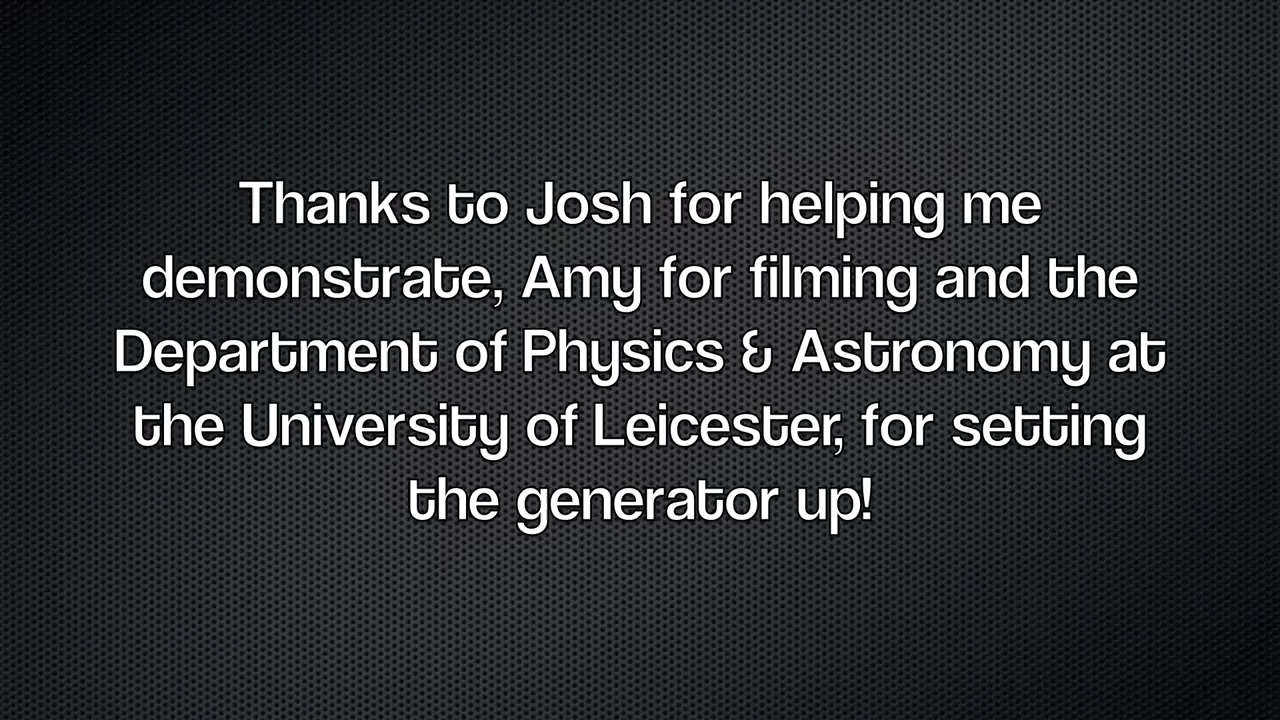 Thanks to Josh for helping me
demonstrate, Amy for filming and the
Department of Physics & Astronomy at
the University of Leicester, for setting
the generator up!